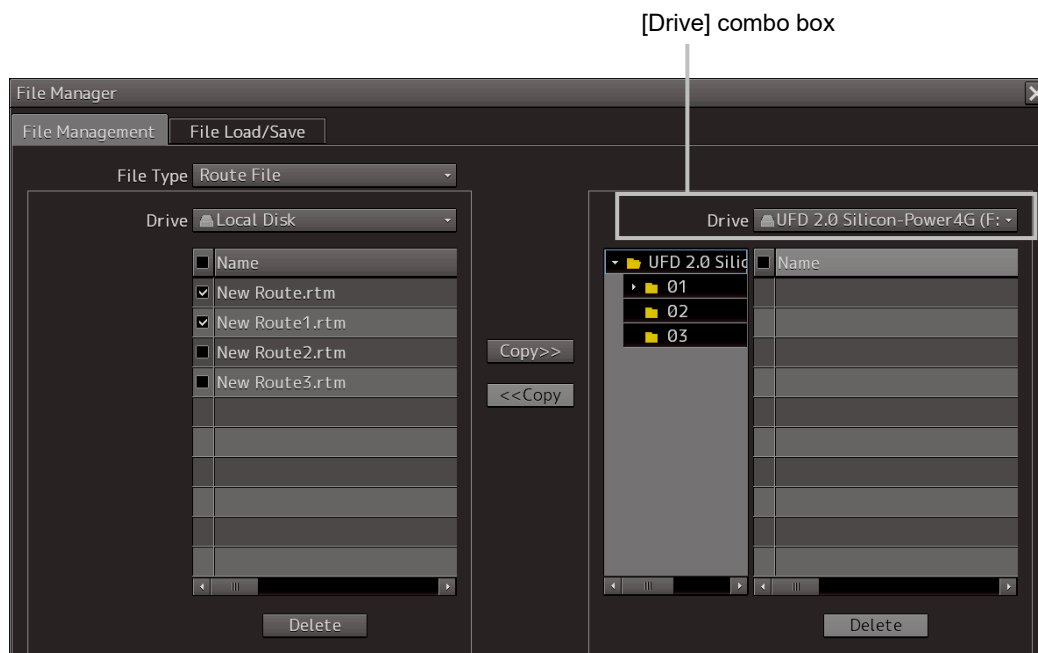 [Drive] combo box
File Manager
File Management File Load/Save
File Type Route File
Drive Local Disk
Name
New Route.rtm
New Route1.rtm
New Route2.rtm
New Route3.rtm
Delete
Copy>>
<<Copy
Drive UFD 2.0 Silicon-Power4G (F:
UFD 2.0 Silic
01
02
03
Name
Delete